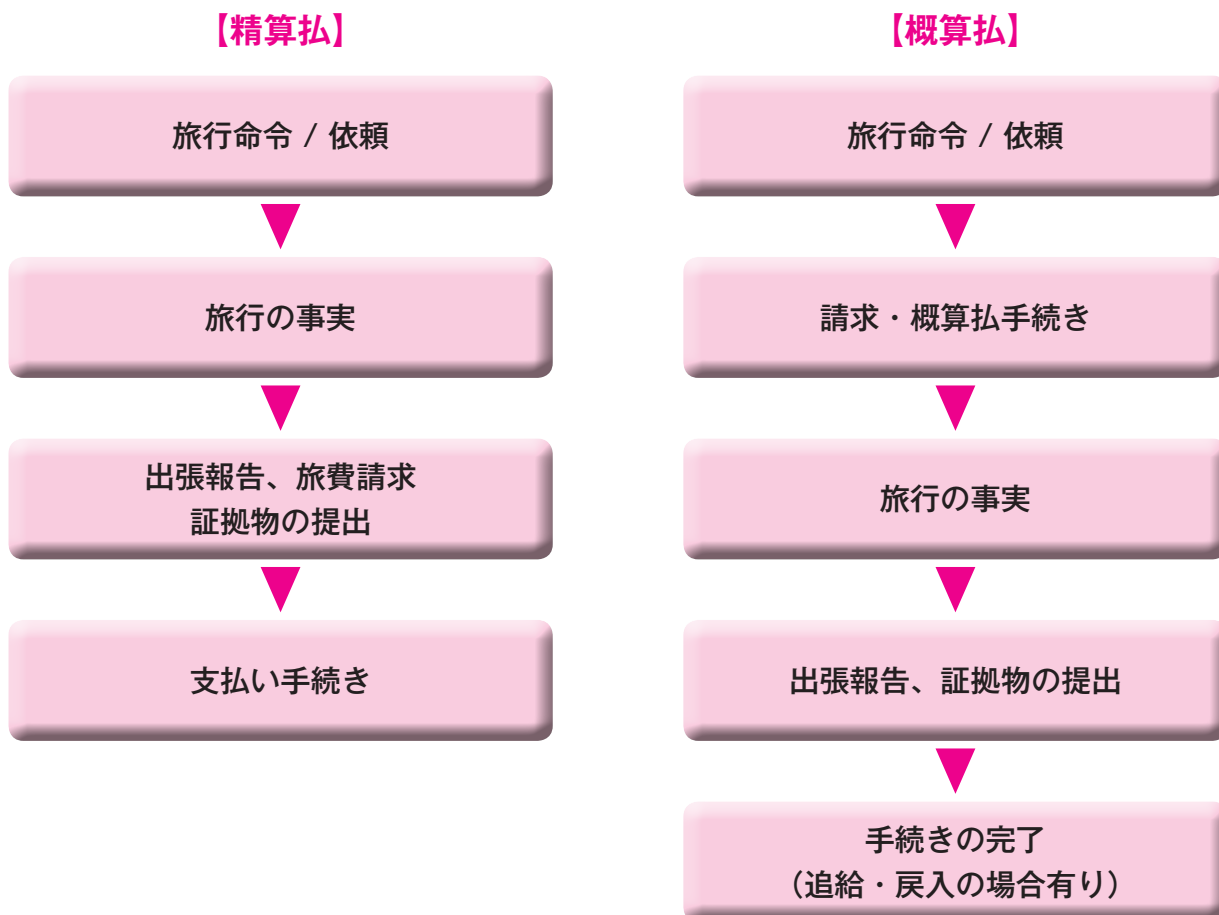 【精算払】
旅行命令 / 依頼
旅行の事実
出張報告、旅費請求
証拠物の提出
支払い手続き
【概算払】
旅行命令 / 依頼
請求・概算払手続き
旅行の事実
出張報告、証拠物の提出
手続きの完了
（追給・戻入の場合有り）